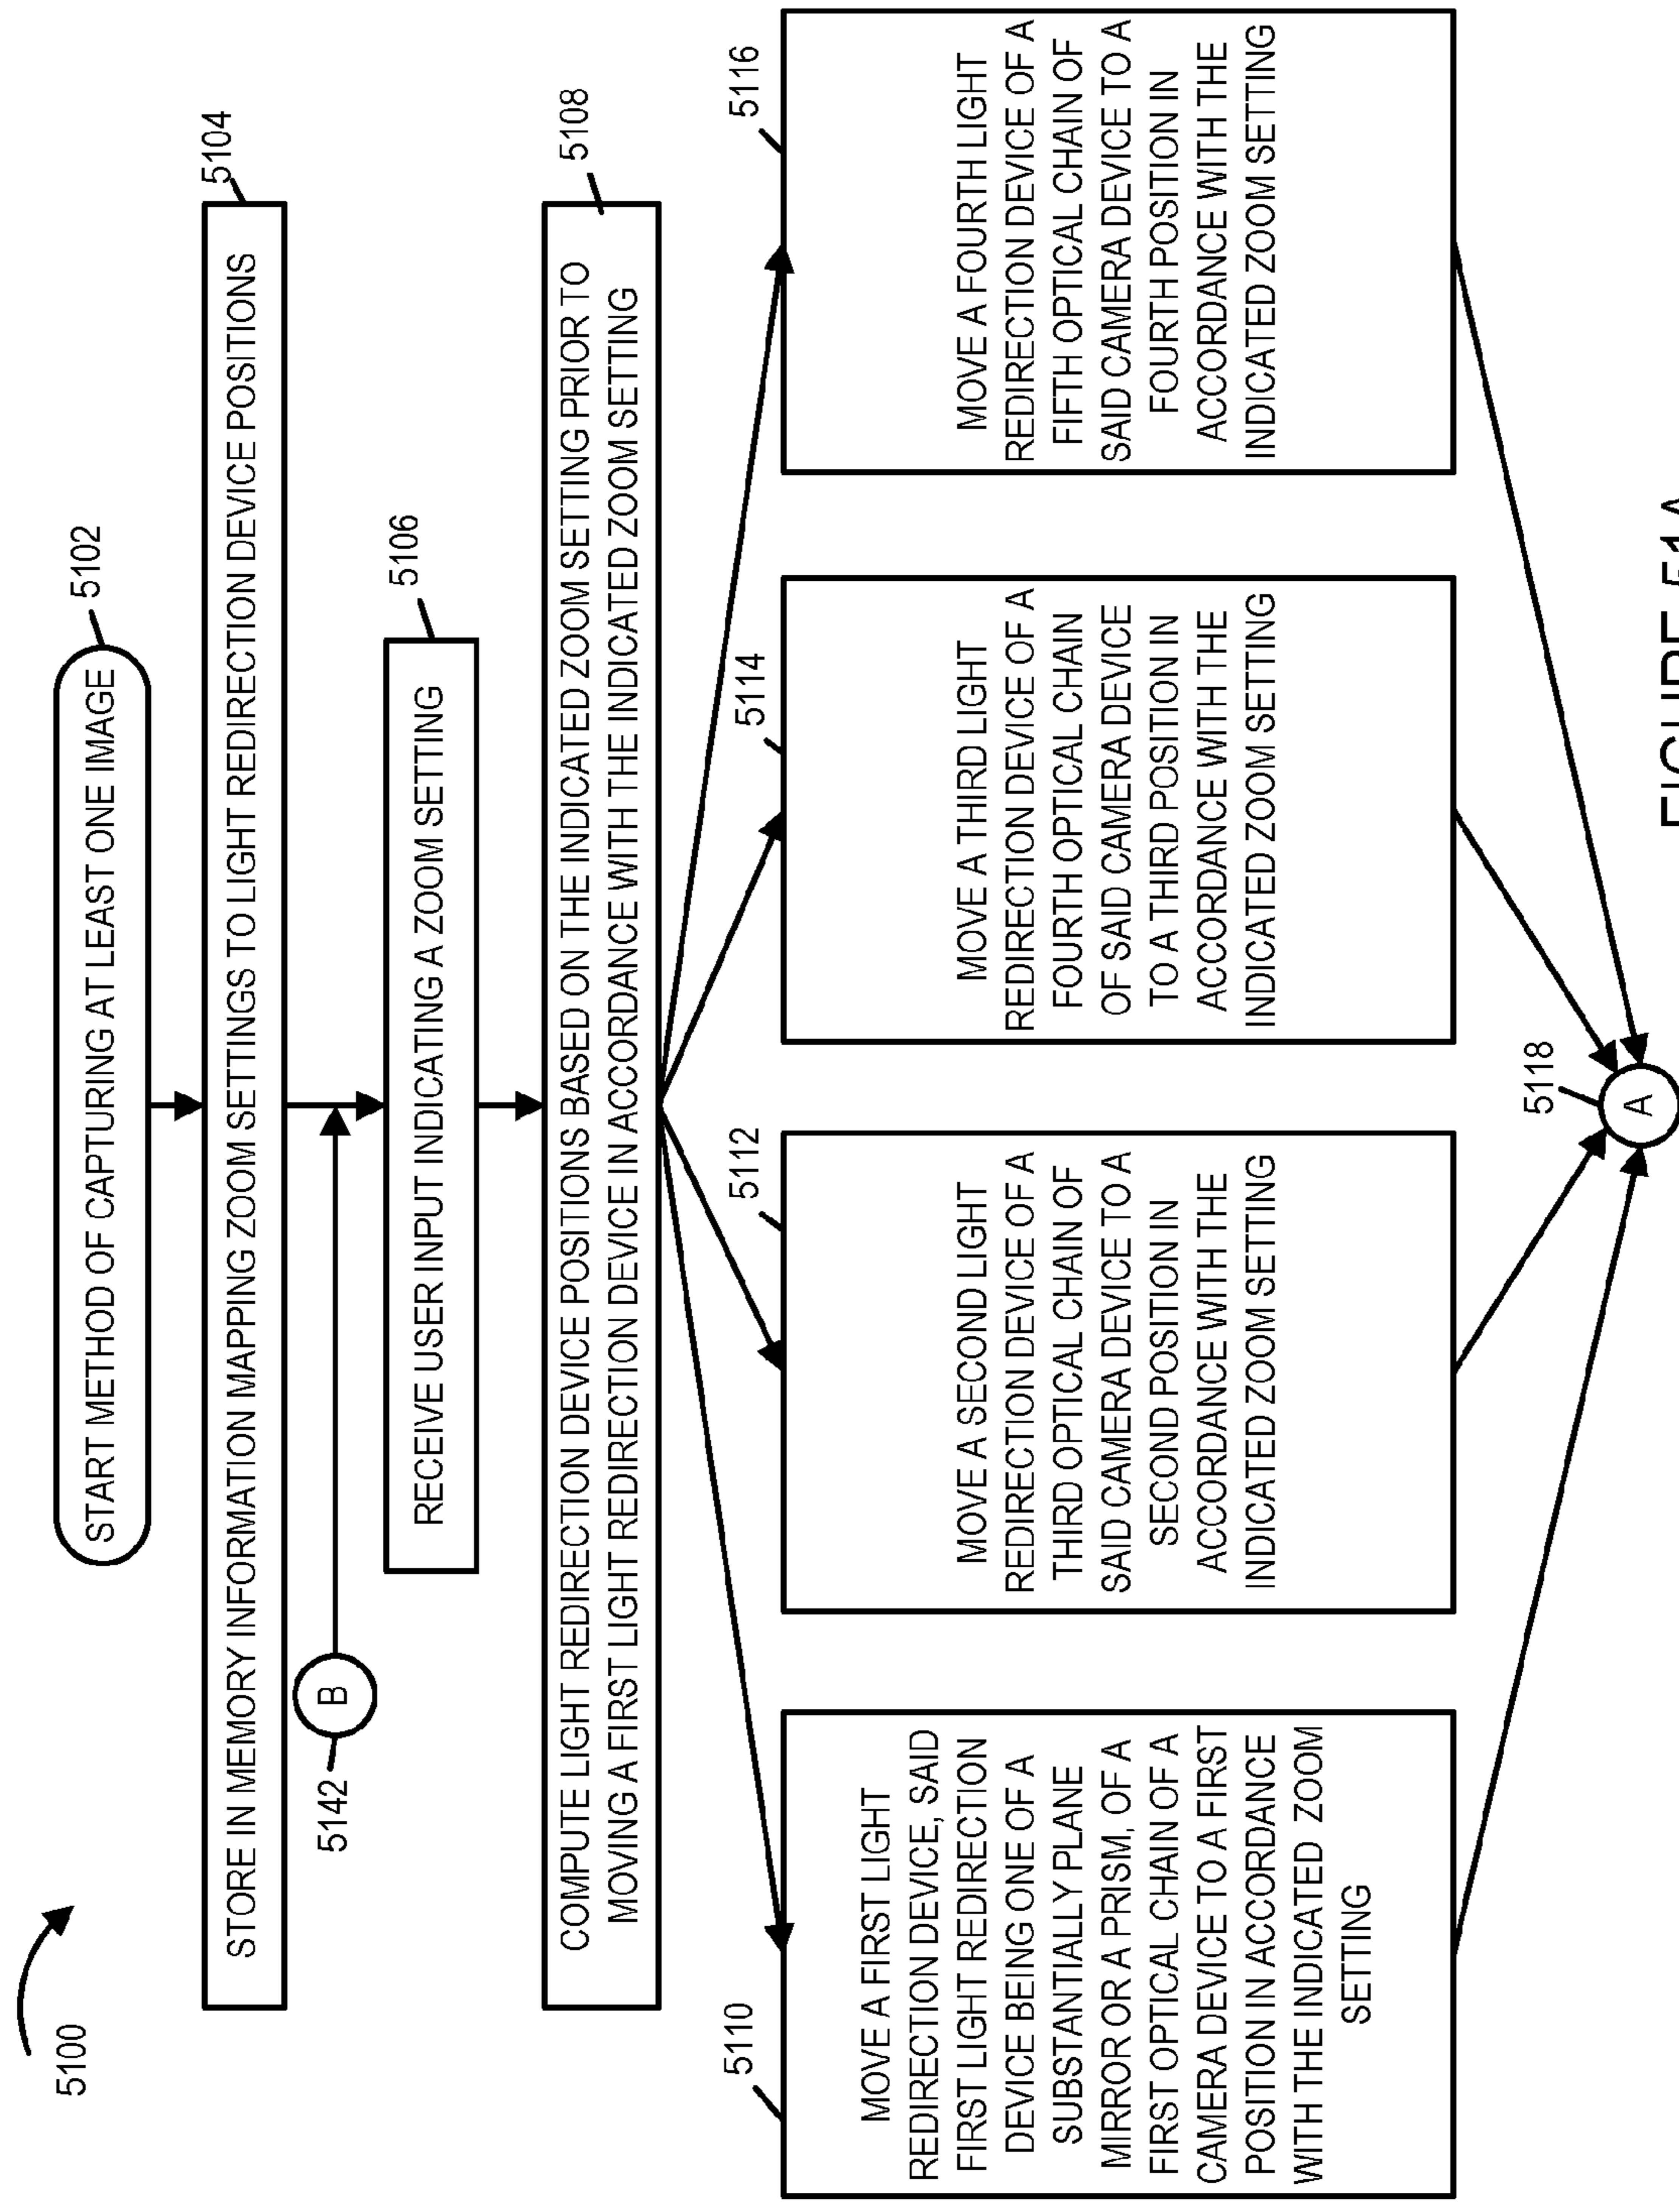 5100
START METHOD OF CAPTURING AT LEAST ONE IMAGE
5102
STORE IN MEMORY INFORMATION MAPPING ZOOM SETTINGS TO LIGHT REDIRECTION DEVICE POSITIONS
5104
B
5142
RECEIVE USER INPUT INDICATING A ZOOM SETTING
5106
COMPUTE LIGHT REDIRECTION DEVICE POSITIONS BASED ON THE INDICATED ZOOM SETTING PRIOR TO
MOVING A FIRST LIGHT REDIRECTION DEVICE IN ACCORDANCE WITH THE INDICATED ZOOM SETTING
5108
5110
MOVE A FIRST LIGHT
REDIRECTION DEVICE, SAID
FIRST LIGHT REDIRECTION
DEVICE BEING ONE OF A
SUBSTANTIALLY PLANE
MIRROR OR A PRISM, OF A
FIRST OPTICAL CHAIN OF A
CAMERA DEVICE TO A FIRST
POSITION IN ACCORDANCE
WITH THE INDICATED ZOOM
SETTING
5112
MOVE A SECOND LIGHT
REDIRECTION DEVICE OF A
THIRD OPTICAL CHAIN OF
SAID CAMERA DEVICE TO A
SECOND POSITION IN
ACCORDANCE WITH THE
INDICATED ZOOM SETTING
5114
MOVE A THIRD LIGHT
REDIRECTION DEVICE OF A
FOURTH OPTICAL CHAIN
OF SAID CAMERA DEVICE
TO A THIRD POSITION IN
ACCORDANCE WITH THE
INDICATED ZOOM SETTING
5116
MOVE A FOURTH LIGHT
REDIRECTION DEVICE OF A
FIFTH OPTICAL CHAIN OF
SAID CAMERA DEVICE TO A
FOURTH POSITION IN
ACCORDANCE WITH THE
INDICATED ZOOM SETTING
5118
A
FIGURE 51A